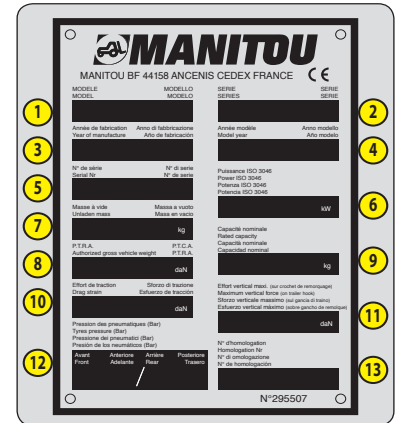 MANITOU
MANITOU BF 44158 ANCENIS CEDEX FRANCE CE
MODELE MODELLO
MODEL MODELO
SERIE SERIE
SERIES SERIE
1
2
Année de fabrication Anno di fabbricazione
Year of manufacture Año de fabricación
Année modèle Anno modello
Model year Año modelo
3
4
N° de série N° di serie
Serial Nr N° de serie
5
Puissance ISO 3046
Power ISO 3046
Potenza ISO 3046
Potencia ISO 3046
kW
6
Masse à vide Massa a vuoto
Unladen mass Masa en vacio
kg
7
Capacité nominale
Rated capacity
Capacité nominale
Capacidad nominal
kg
9
P.T.R.A. P.T.C.A.
Authorized gross vehicle weight P.T.R.A.
daN
8
Effort de traction Sforzo di trazione
Drag strain Esfuerzo de tracción
daN
10
Effort vertical maxi. (sur crochet de remorquage)
Maximum vertical force (on trailer hook)
Sforzo verticale massimo (sul gancia di traino)
Esfuerzo vertical máximo (sobre gancho de remolque)
daN
11
Pression des pneumatiques (Bar)
Tyres pressure (Bar)
Pressione dei pneumatici (Bar)
Presión de los neumáticos (Bar)
Avant Anteriore Arrière Posteriore
Front Adelante Rear Trasero
/
12
N° d'homologation
Homologation Nr
N° di omologazione
N° de homologación
13
N°295507